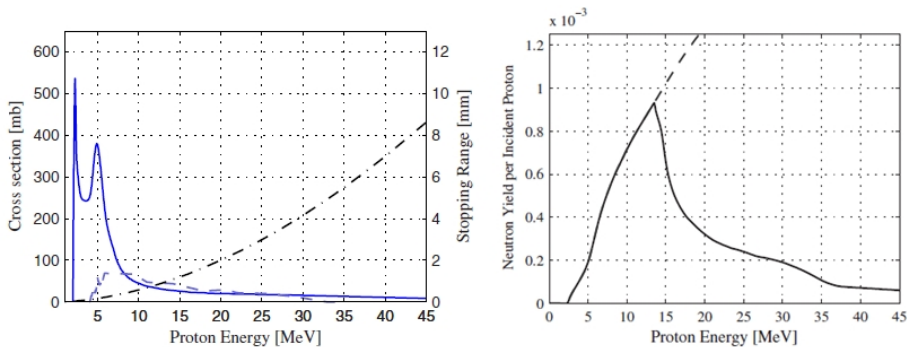 x 10⁻³
600
500
400
300
200
100
0
Cross section [mb]
12
10
8
6
4
2
0
Stopping Range [mm]
5 10 15 20 25 30 35 40 45
Proton Energy [MeV]
1.2
1
0.8
0.6
0.4
0.2
0
Neutron Yield per Incident Proton
0 5 10 15 20 25 30 35 40 45
Proton Energy [MeV]